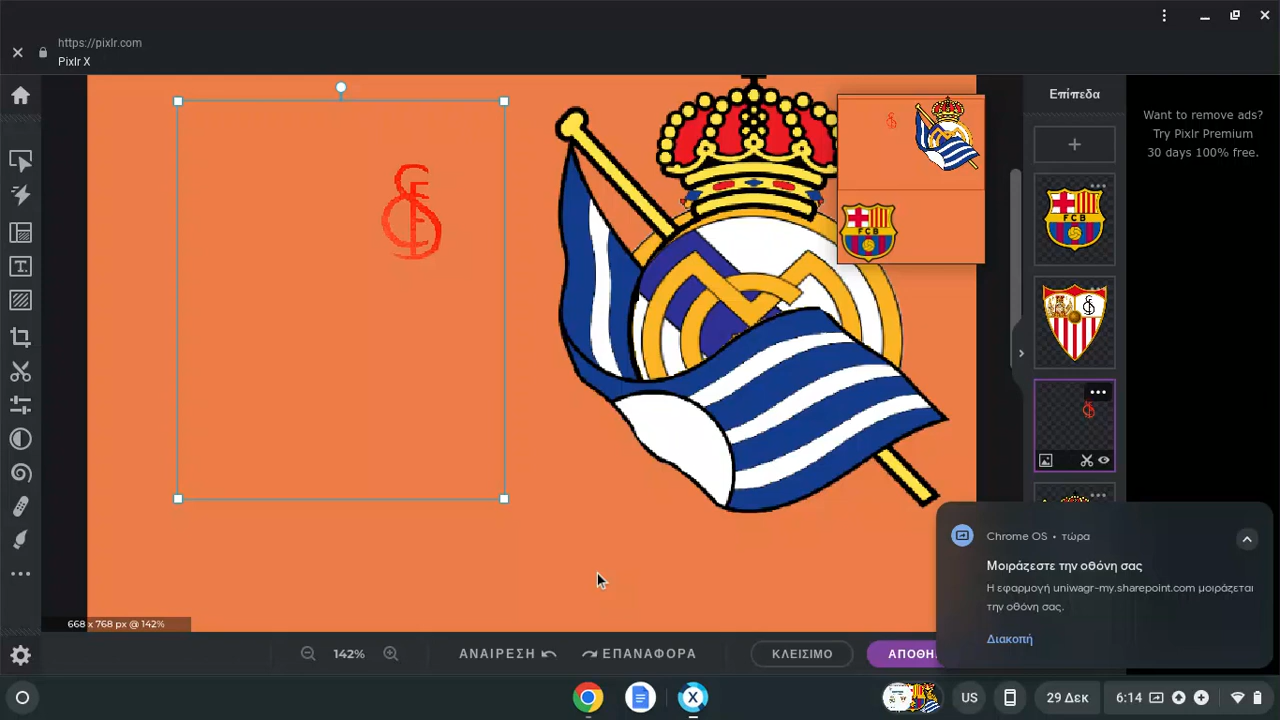 https://pixlr.com
Pixlr X
Επίπεδα
Want to remove ads?
Try Pixlr Premium
30 days 100% free.
FCB
FCB
Chrome OS • τώρα
Μοιράζεστε την οθόνη σας
Η εφαρμογή uniwagr-my.sharepoint.com μοιράζεται
την οθόνη σας.
Διακοπή
668 x 768 px @ 142%
142%
ΑΝΑΙΡΕΣΗ
ΕΠΑΝΑΦΟΡΑ
ΚΛΕΙΣΙΜΟ
ΑΠΟΘΗ
US
29 Δεκ
6:14